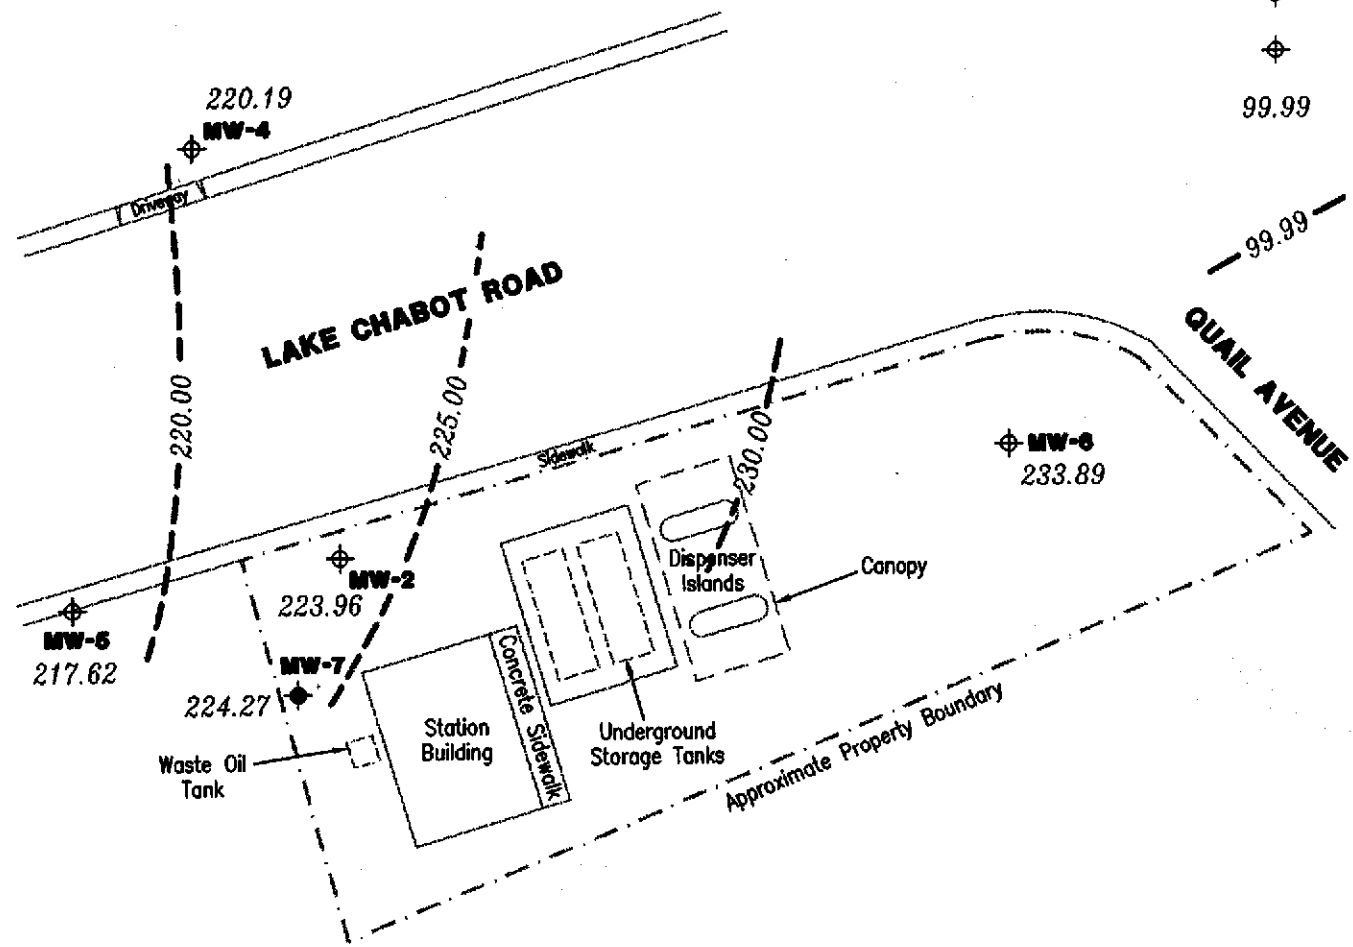 220.19
MW-4
99.99
Driveway
99.99
LAKE CHABOT ROAD
QUAIL AVENUE
220.00
225.00
230.00
Sidewalk
MW-6
233.89
Dispenser
Islands
Canopy
MW-2
223.96
MW-5
217.62
MW-7
224.27
Concrete Sidewalk
Station
Building
Underground
Storage Tanks
Waste Oil
Tank
Approximate Property Boundary